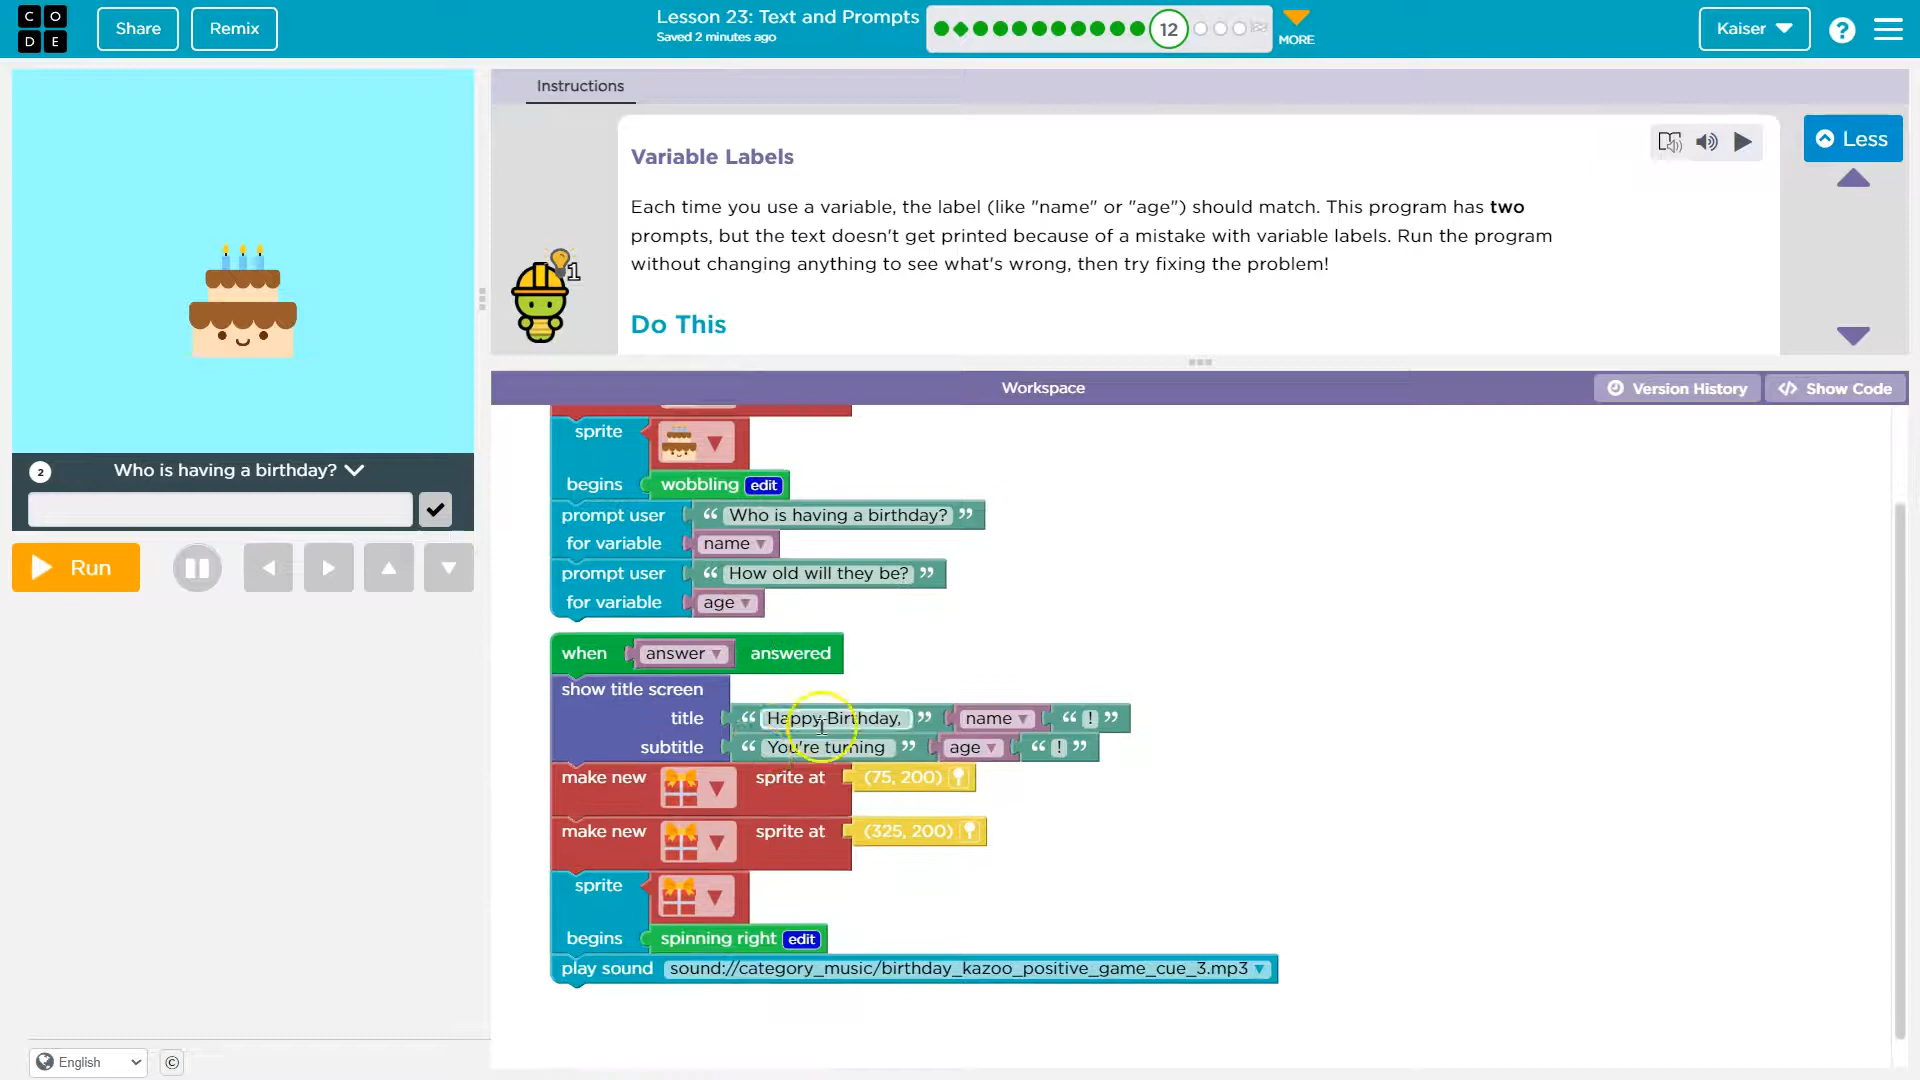 CO
DE
Share
Remix
Lesson 23: Text and Prompts
Saved 2 minutes ago
12
MORE
Kaiser
?
Instructions
Less
Variable Labels
Each time you use a variable, the label (like "name" or "age") should match. This program has two
prompts, but the text doesn't get printed because of a mistake with variable labels. Run the program
without changing anything to see what's wrong, then try fixing the problem!
1
Do This
Workspace
Version History
Show Code
2
Who is having a birthday?
Run
sprite
begins wobbling edit
prompt user “ Who is having a birthday? ”
for variable name
prompt user “ How old will they be? ”
for variable age
when answer answered
show title screen
title “ Happy Birthday, ” name “ ! ”
subtitle “ You're turning ” age “ ! ”
make new sprite at (75, 200)
make new sprite at (325, 200)
sprite
begins spinning right edit
play sound sound://category_music/birthday_kazoo_positive_game_cue_3.mp3
English
©